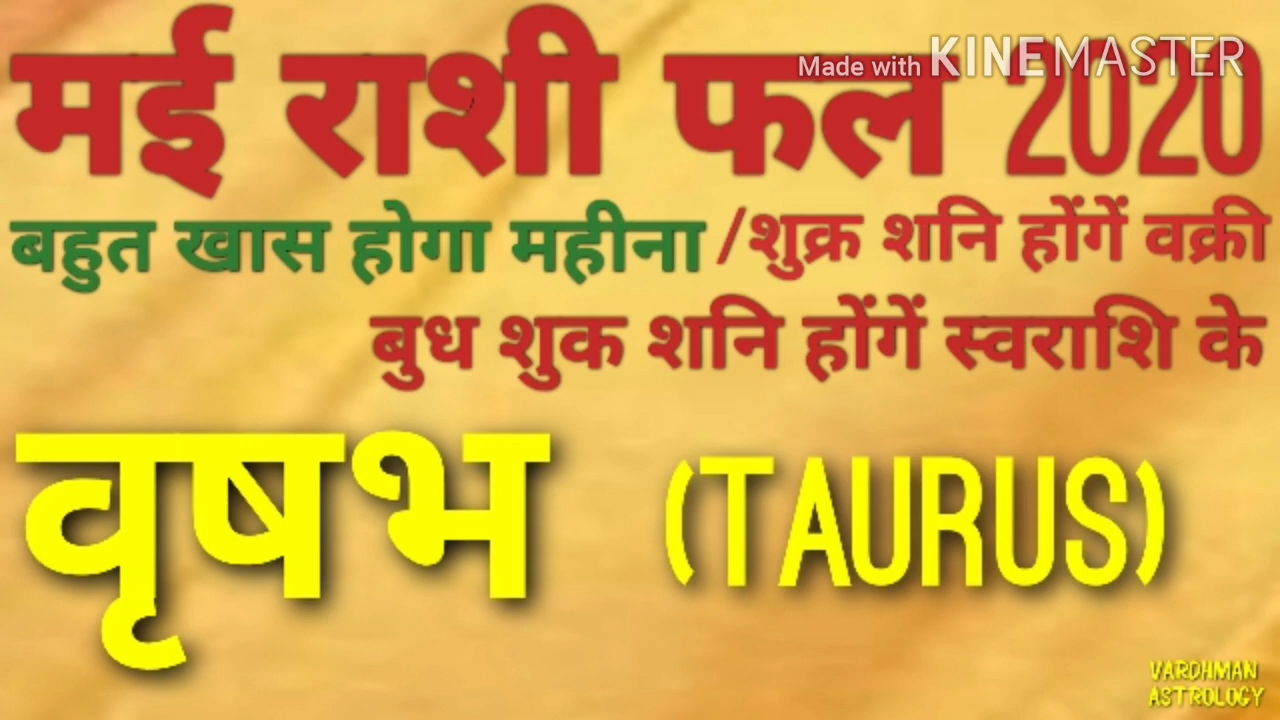 Made with KINEMASTER
मई राशी फल 2020
बहुत खास होगा महीना /शुक्र शनि होंगें वक्री
बुध शुक शनि होंगें स्वराशि के
वृषभ (TAURUS)
VARDHMAN
ASTROLOGY